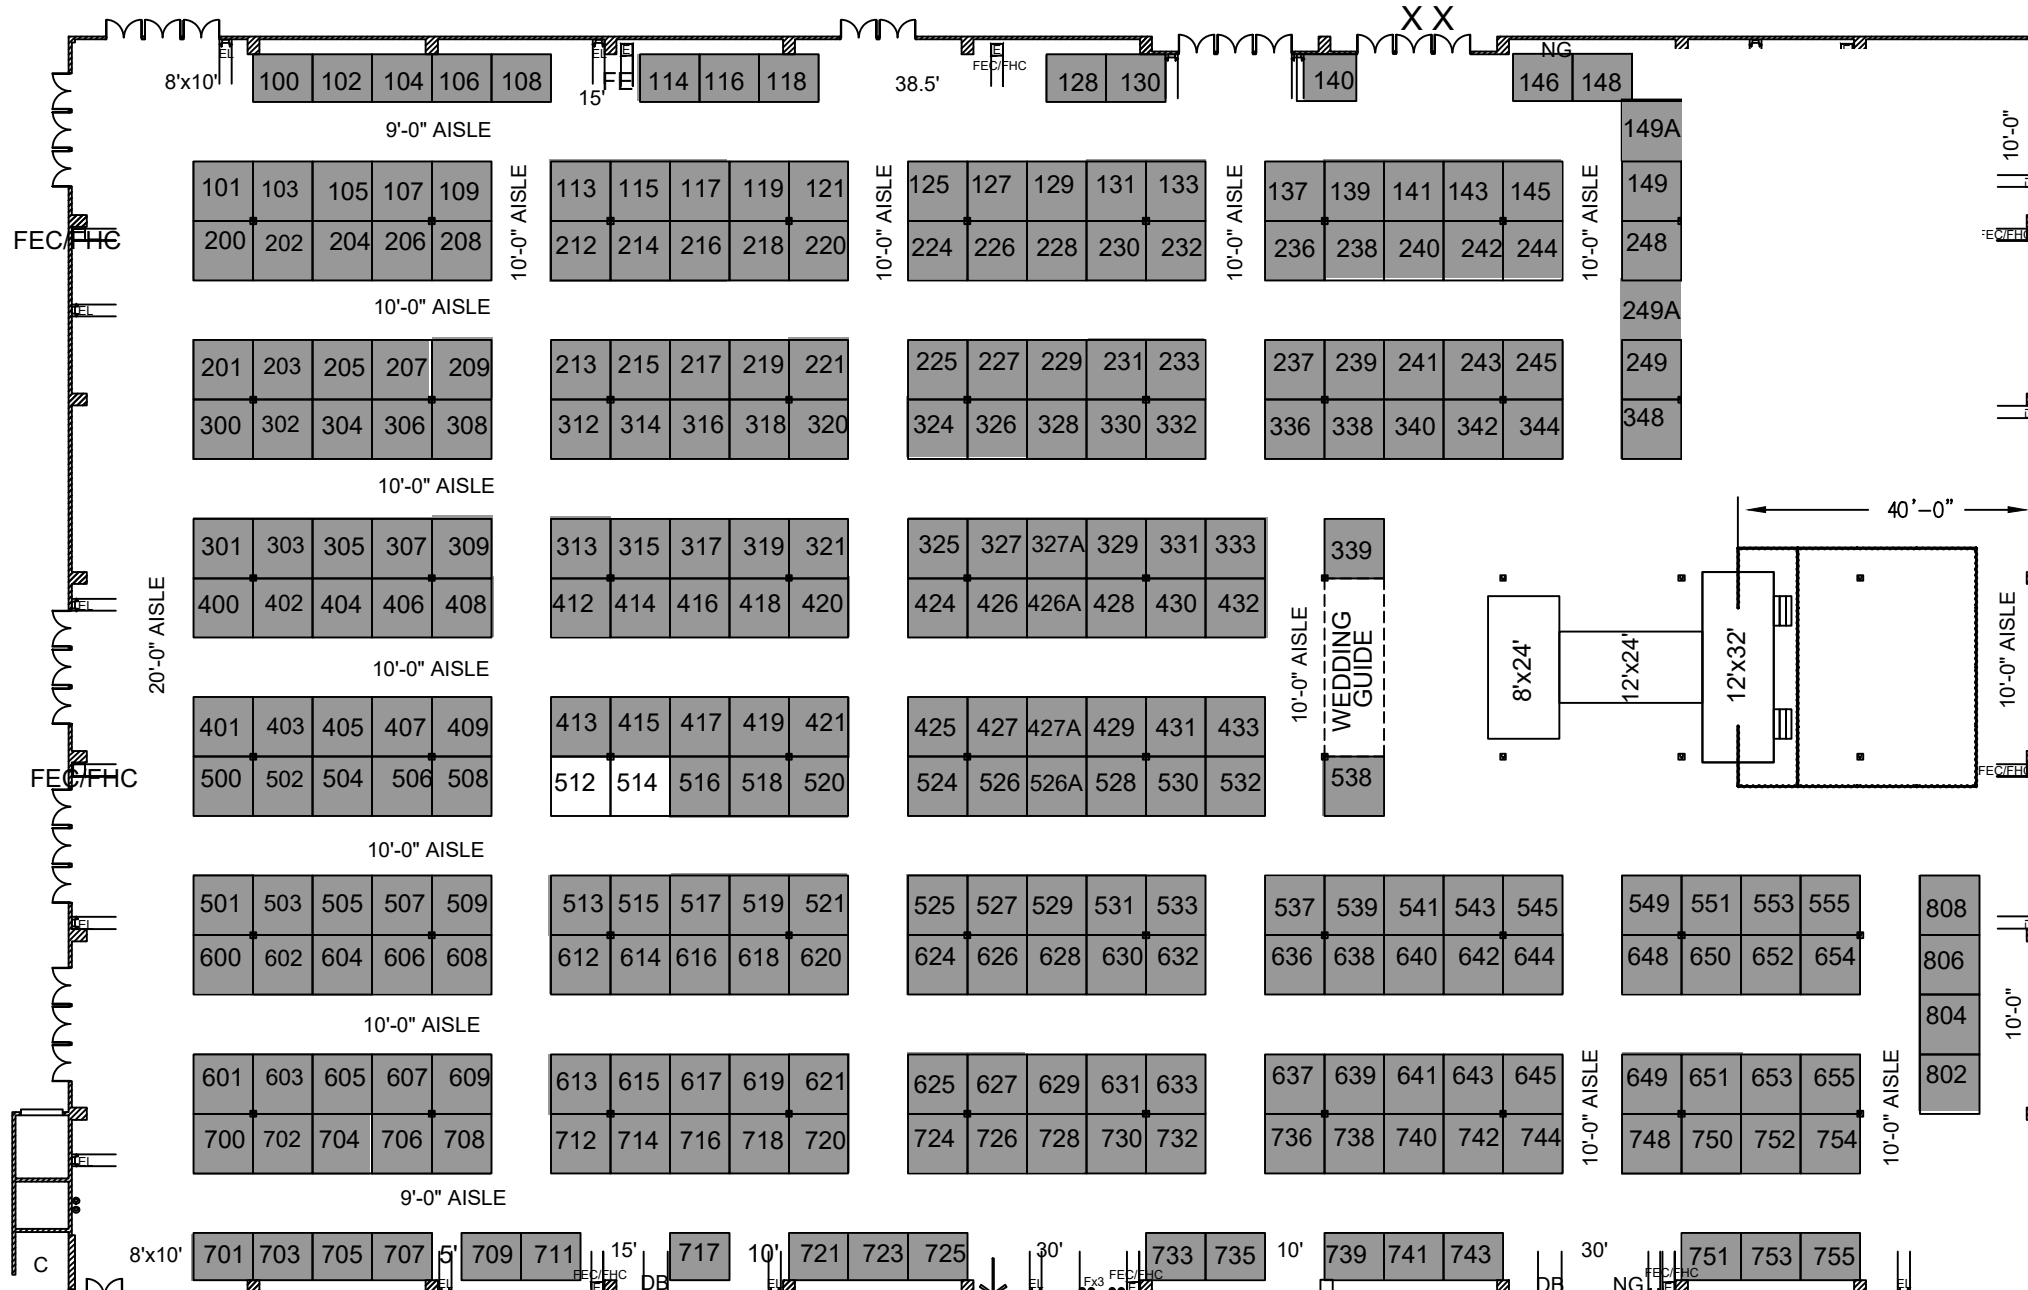 X X
EL EL E NG
8'x10' 100 102 104 106 108 15' FE 114 116 118 38.5' FEC/FHC 128 130 140 146 148
9'-0" AISLE 149A 10'-0"
101 103 105 107 109 10'-0" AISLE 113 115 117 119 121 10'-0" AISLE 125 127 129 131 133 10'-0" AISLE 137 139 141 143 145 10'-0" AISLE 149
FEC/FHC 200 202 204 206 208 212 214 216 218 220 224 226 228 230 232 236 238 240 242 244 248 FEC/FHC
EL 10'-0" AISLE 249A
201 203 205 207 209 213 215 217 219 221 225 227 229 231 233 237 239 241 243 245 249
300 302 304 306 308 312 314 316 318 320 324 326 328 330 332 336 338 340 342 344 348
10'-0" AISLE 40'-0"
301 303 305 307 309 313 315 317 319 321 325 327 327A 329 331 333 339
EL 400 402 404 406 408 412 414 416 418 420 424 426 426A 428 430 432
20'-0" AISLE 10'-0" AISLE 10'-0" AISLE WEDDING
GUIDE
8'x24' 12'x24' 12'x32' 10'-0" AISLE
401 403 405 407 409 413 415 417 419 421 425 427 427A 429 431 433
FEC/FHC 500 502 504 506 508 512 514 516 518 520 524 526 526A 528 530 532 538 FEC/FHC
10'-0" AISLE
EL 501 503 505 507 509 513 515 517 519 521 525 527 529 531 533 537 539 541 543 545 549 551 553 555 808
600 602 604 606 608 612 614 616 618 620 624 626 628 630 632 636 638 640 642 644 648 650 652 654 806
10'-0" AISLE 804 10'-0"
601 603 605 607 609 613 615 617 619 621 625 627 629 631 633 637 639 641 643 645 10'-0" AISLE 649 651 653 655 10'-0" AISLE 802
EL 700 702 704 706 708 712 714 716 718 720 724 726 728 730 732 736 738 740 742 744 748 750 752 754
9'-0" AISLE
C 8'x10' 701 703 705 707 5' 709 711 15' 717 10' 721 723 725 30' 733 735 10' 739 741 743 30' 751 753 755
EL FEC/FHC E DB EL EL Fx3 FEC/FHC E DB NG FEC/FHC E EL